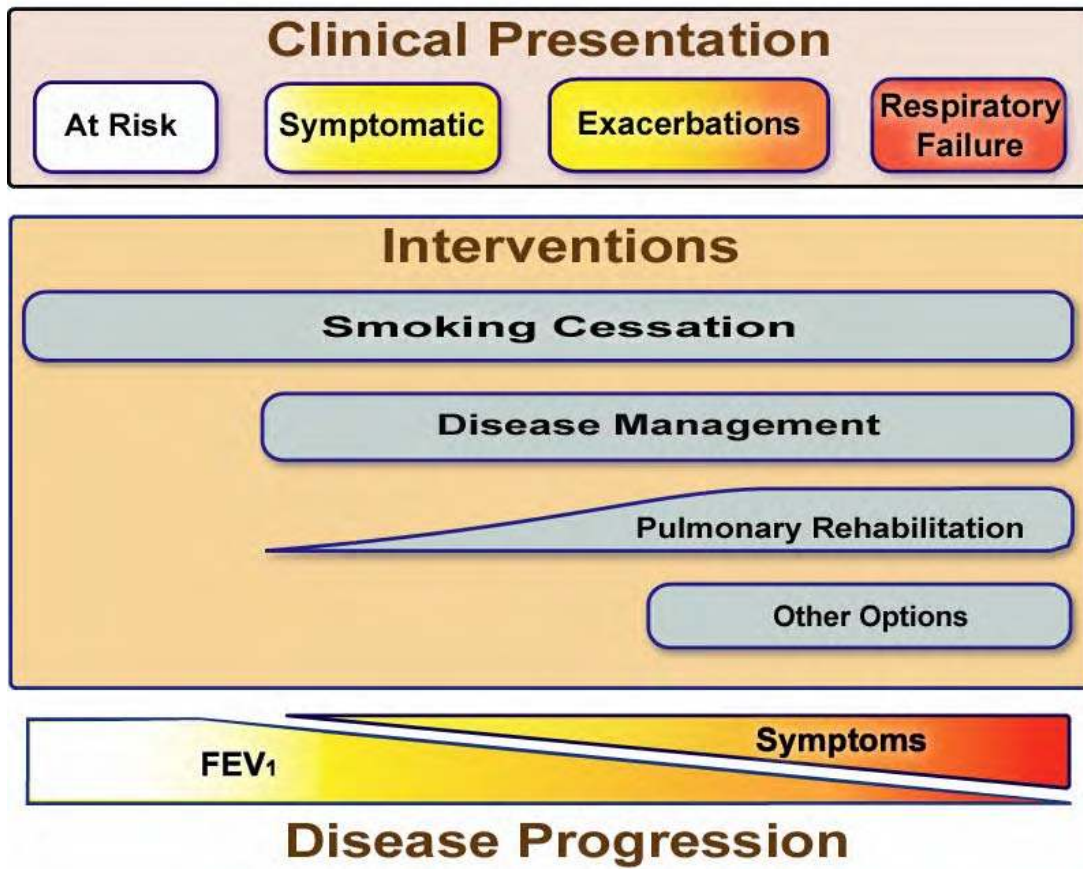 Clinical Presentation
At Risk
Symptomatic
Exacerbations
Respiratory
Failure
Interventions
Smoking Cessation
Disease Management
Pulmonary Rehabilitation
Other Options
Symptoms
FEV₁
Disease Progression